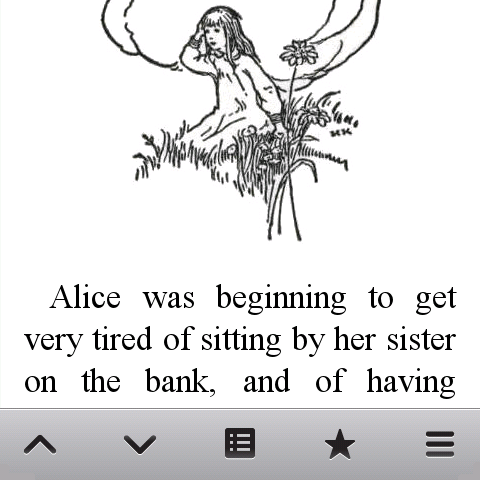 Alice was beginning to get
very tired of sitting by her sister
on the bank, and of having